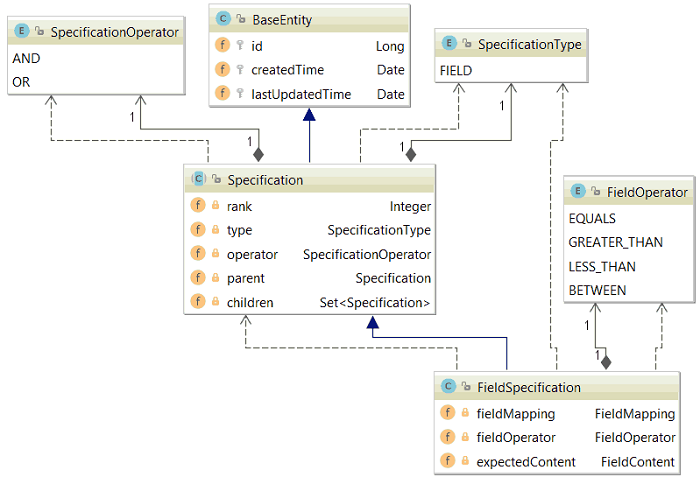 SpecificationOperator
AND
OR
BaseEntity
id Long
createdTime Date
lastUpdatedTime Date
SpecificationType
FIELD
1
1
1
1
Specification
rank Integer
type SpecificationType
operator SpecificationOperator
parent Specification
children Set<Specification>
FieldOperator
EQUALS
GREATER_THAN
LESS_THAN
BETWEEN
1
1
FieldSpecification
fieldMapping FieldMapping
fieldOperator FieldOperator
expectedContent FieldContent